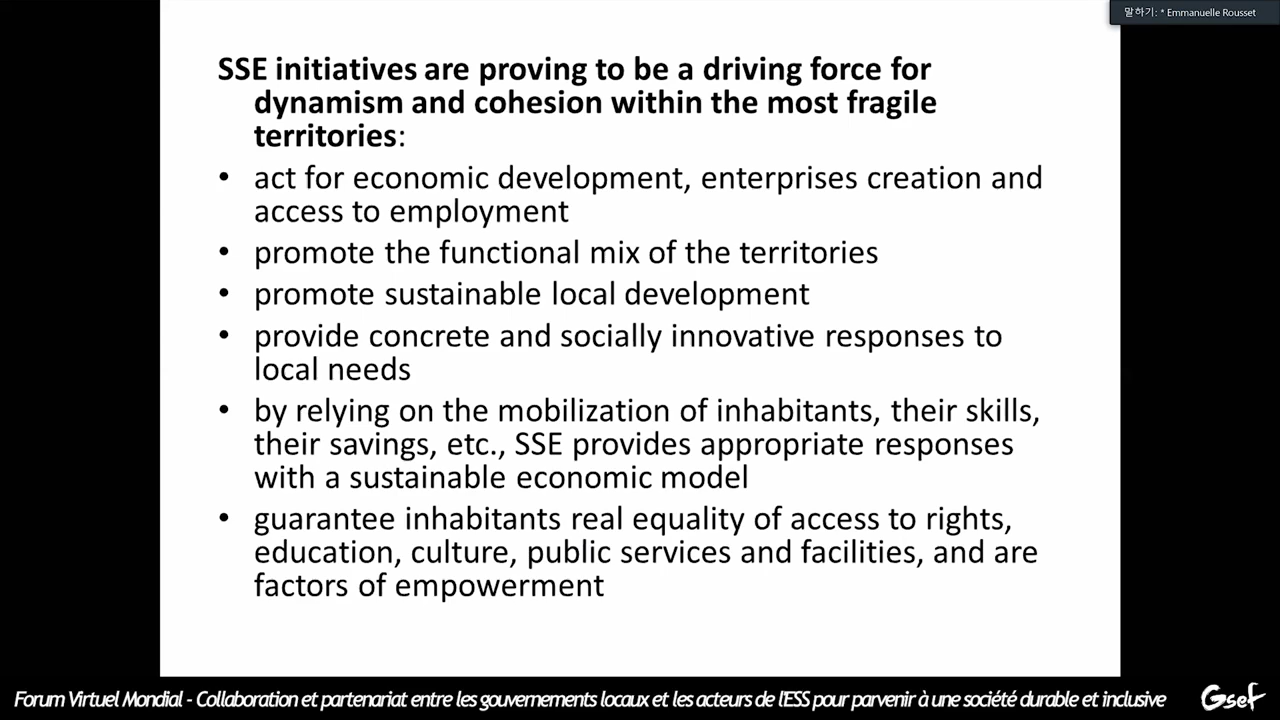 말하기: * Emmanuelle Rousset
SSE initiatives are proving to be a driving force for
dynamism and cohesion within the most fragile
territories:
• act for economic development, enterprises creation and
access to employment
• promote the functional mix of the territories
• promote sustainable local development
• provide concrete and socially innovative responses to
local needs
• by relying on the mobilization of inhabitants, their skills,
their savings, etc., SSE provides appropriate responses
with a sustainable economic model
• guarantee inhabitants real equality of access to rights,
education, culture, public services and facilities, and are
factors of empowerment
Forum Virtuel Mondial - Collaboration et partenariat entre les gouvernements locaux et les acteurs de l'ESS pour parvenir à une société durable et inclusive
Gsef